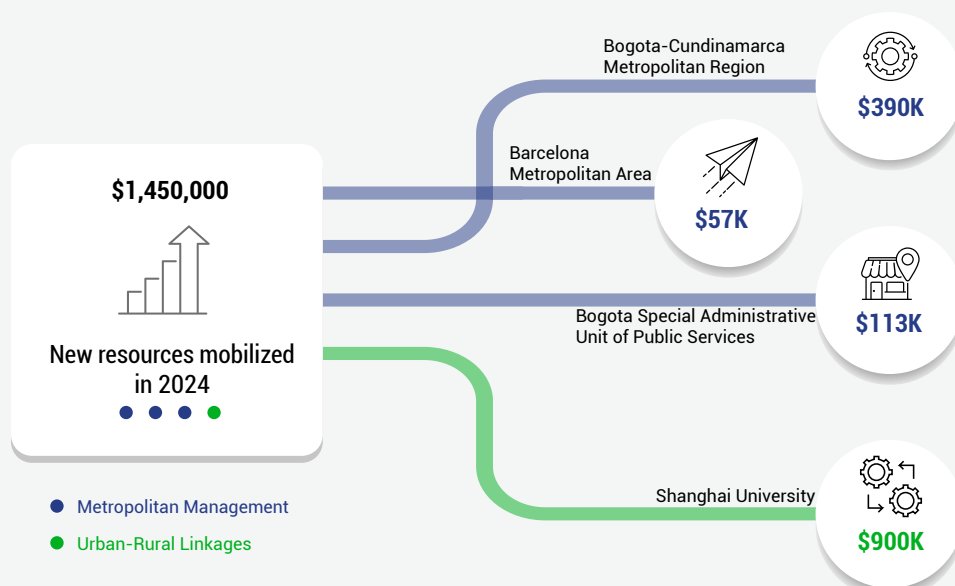 $1,450,000
New resources mobilized
in 2024
Metropolitan Management
Urban-Rural Linkages
Bogota-Cundinamarca
Metropolitan Region
$390K
Barcelona
Metropolitan Area
$57K
Bogota Special Administrative
Unit of Public Services
$113K
Shanghai University
$900K